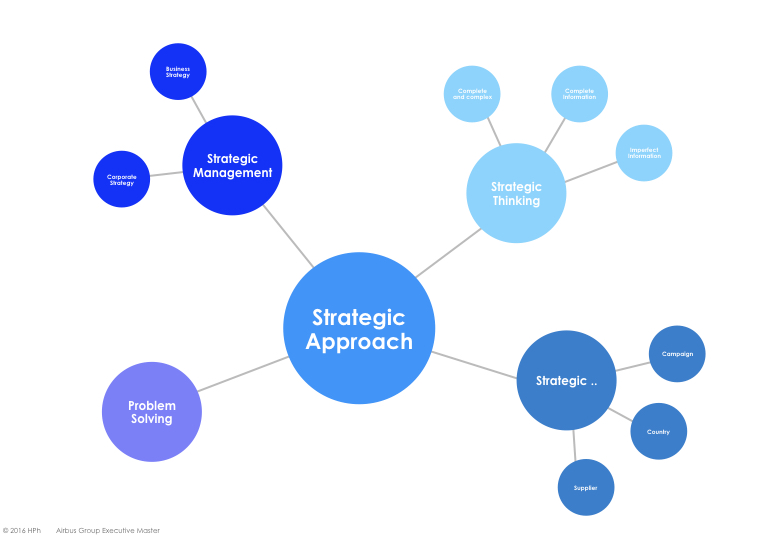 Business
Strategy
Strategic
Management
Corporate
Strategy
Complete
and complex
Complete
Information
Imperfect
Information
Strategic
Thinking
Strategic
Approach
Problem
Solving
Strategic ..
Campaign
Country
Supplier
© 2016 HPh Airbus Group Executive Master